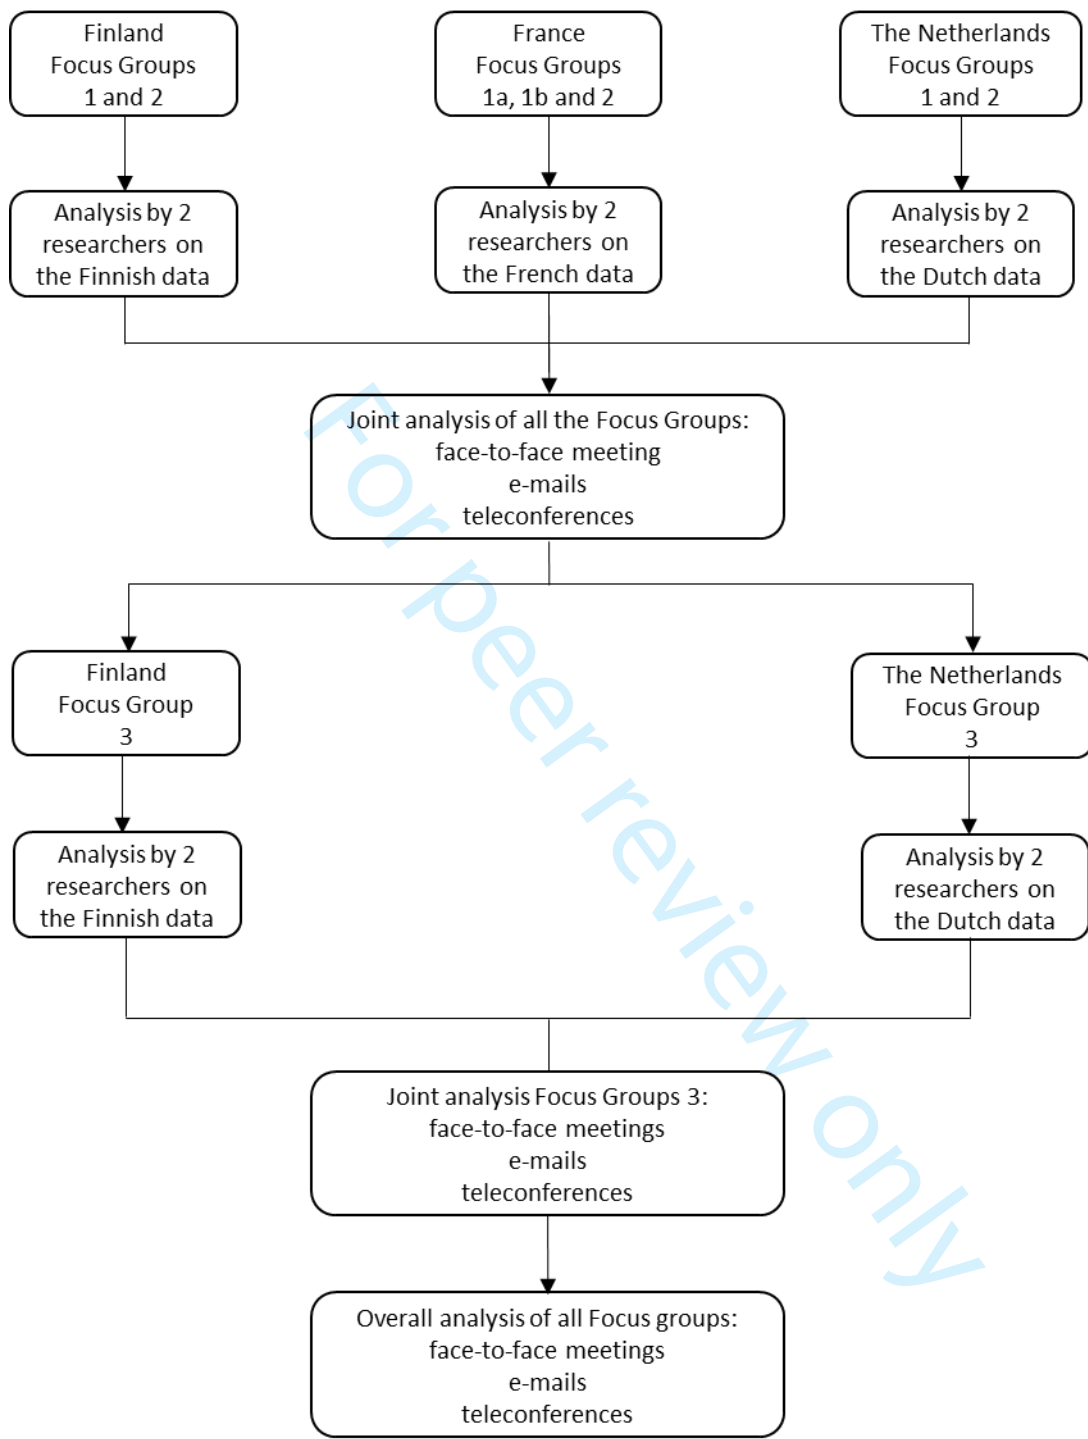 Finland
Focus Groups
1 and 2
France
Focus Groups
1a, 1b and 2
The Netherlands
Focus Groups
1 and 2
Analysis by 2
researchers on
the Finnish data
Analysis by 2
researchers on
the French data
Analysis by 2
researchers on
the Dutch data
Joint analysis of all the Focus Groups:
face-to-face meeting
e-mails
teleconferences
Finland
Focus Group
3
The Netherlands
Focus Group
3
Analysis by 2
researchers on
the Finnish data
Analysis by 2
researchers on
the Dutch data
Joint analysis Focus Groups 3:
face-to-face meetings
e-mails
teleconferences
Overall analysis of all Focus groups:
face-to-face meetings
e-mails
teleconferences
For peer review only